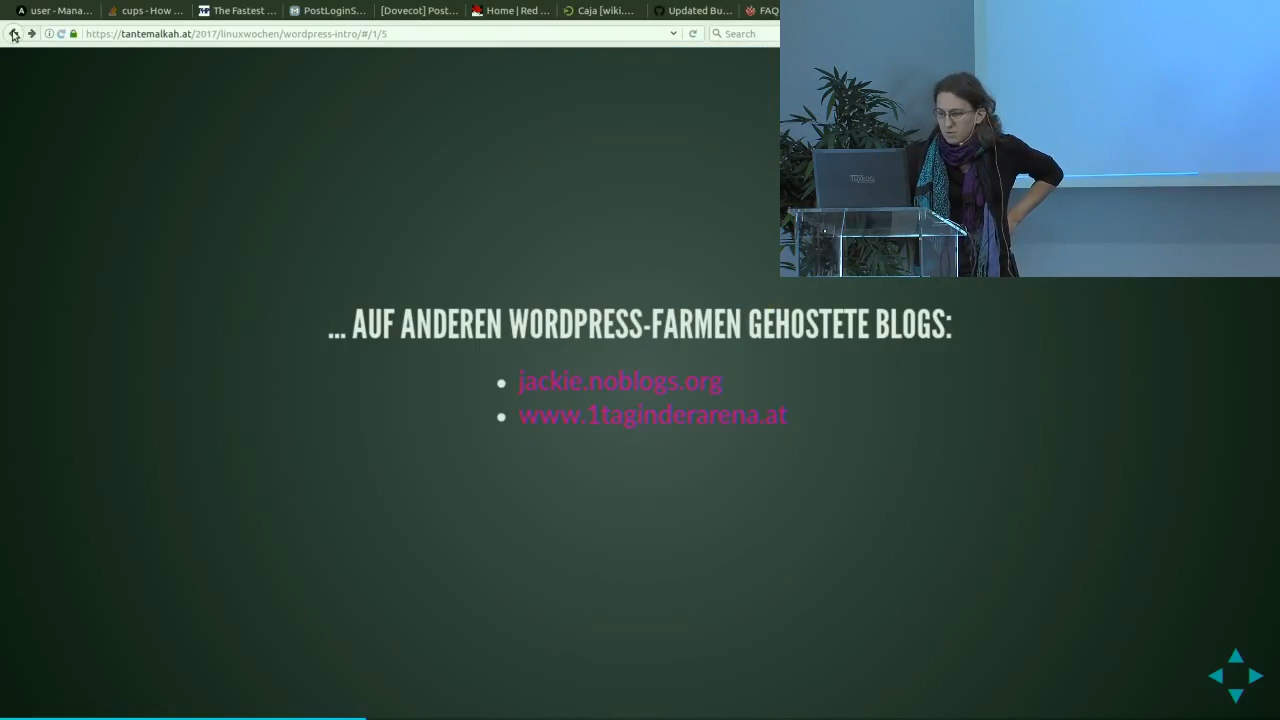 user - Mana...
cups - How ...
The Fastest ...
PostLoginS...
[Dovecot] Post...
Home | Red ...
Caja [wiki....
Updated Bu...
FAQ
https://tantemalkah.at/2017/linuxwochen/wordpress-intro/#/1/5
Search
... AUF ANDEREN WORDPRESS-FARMEN GEHOSTETE BLOGS:
jackie.noblogs.org
www.1taginderarena.at